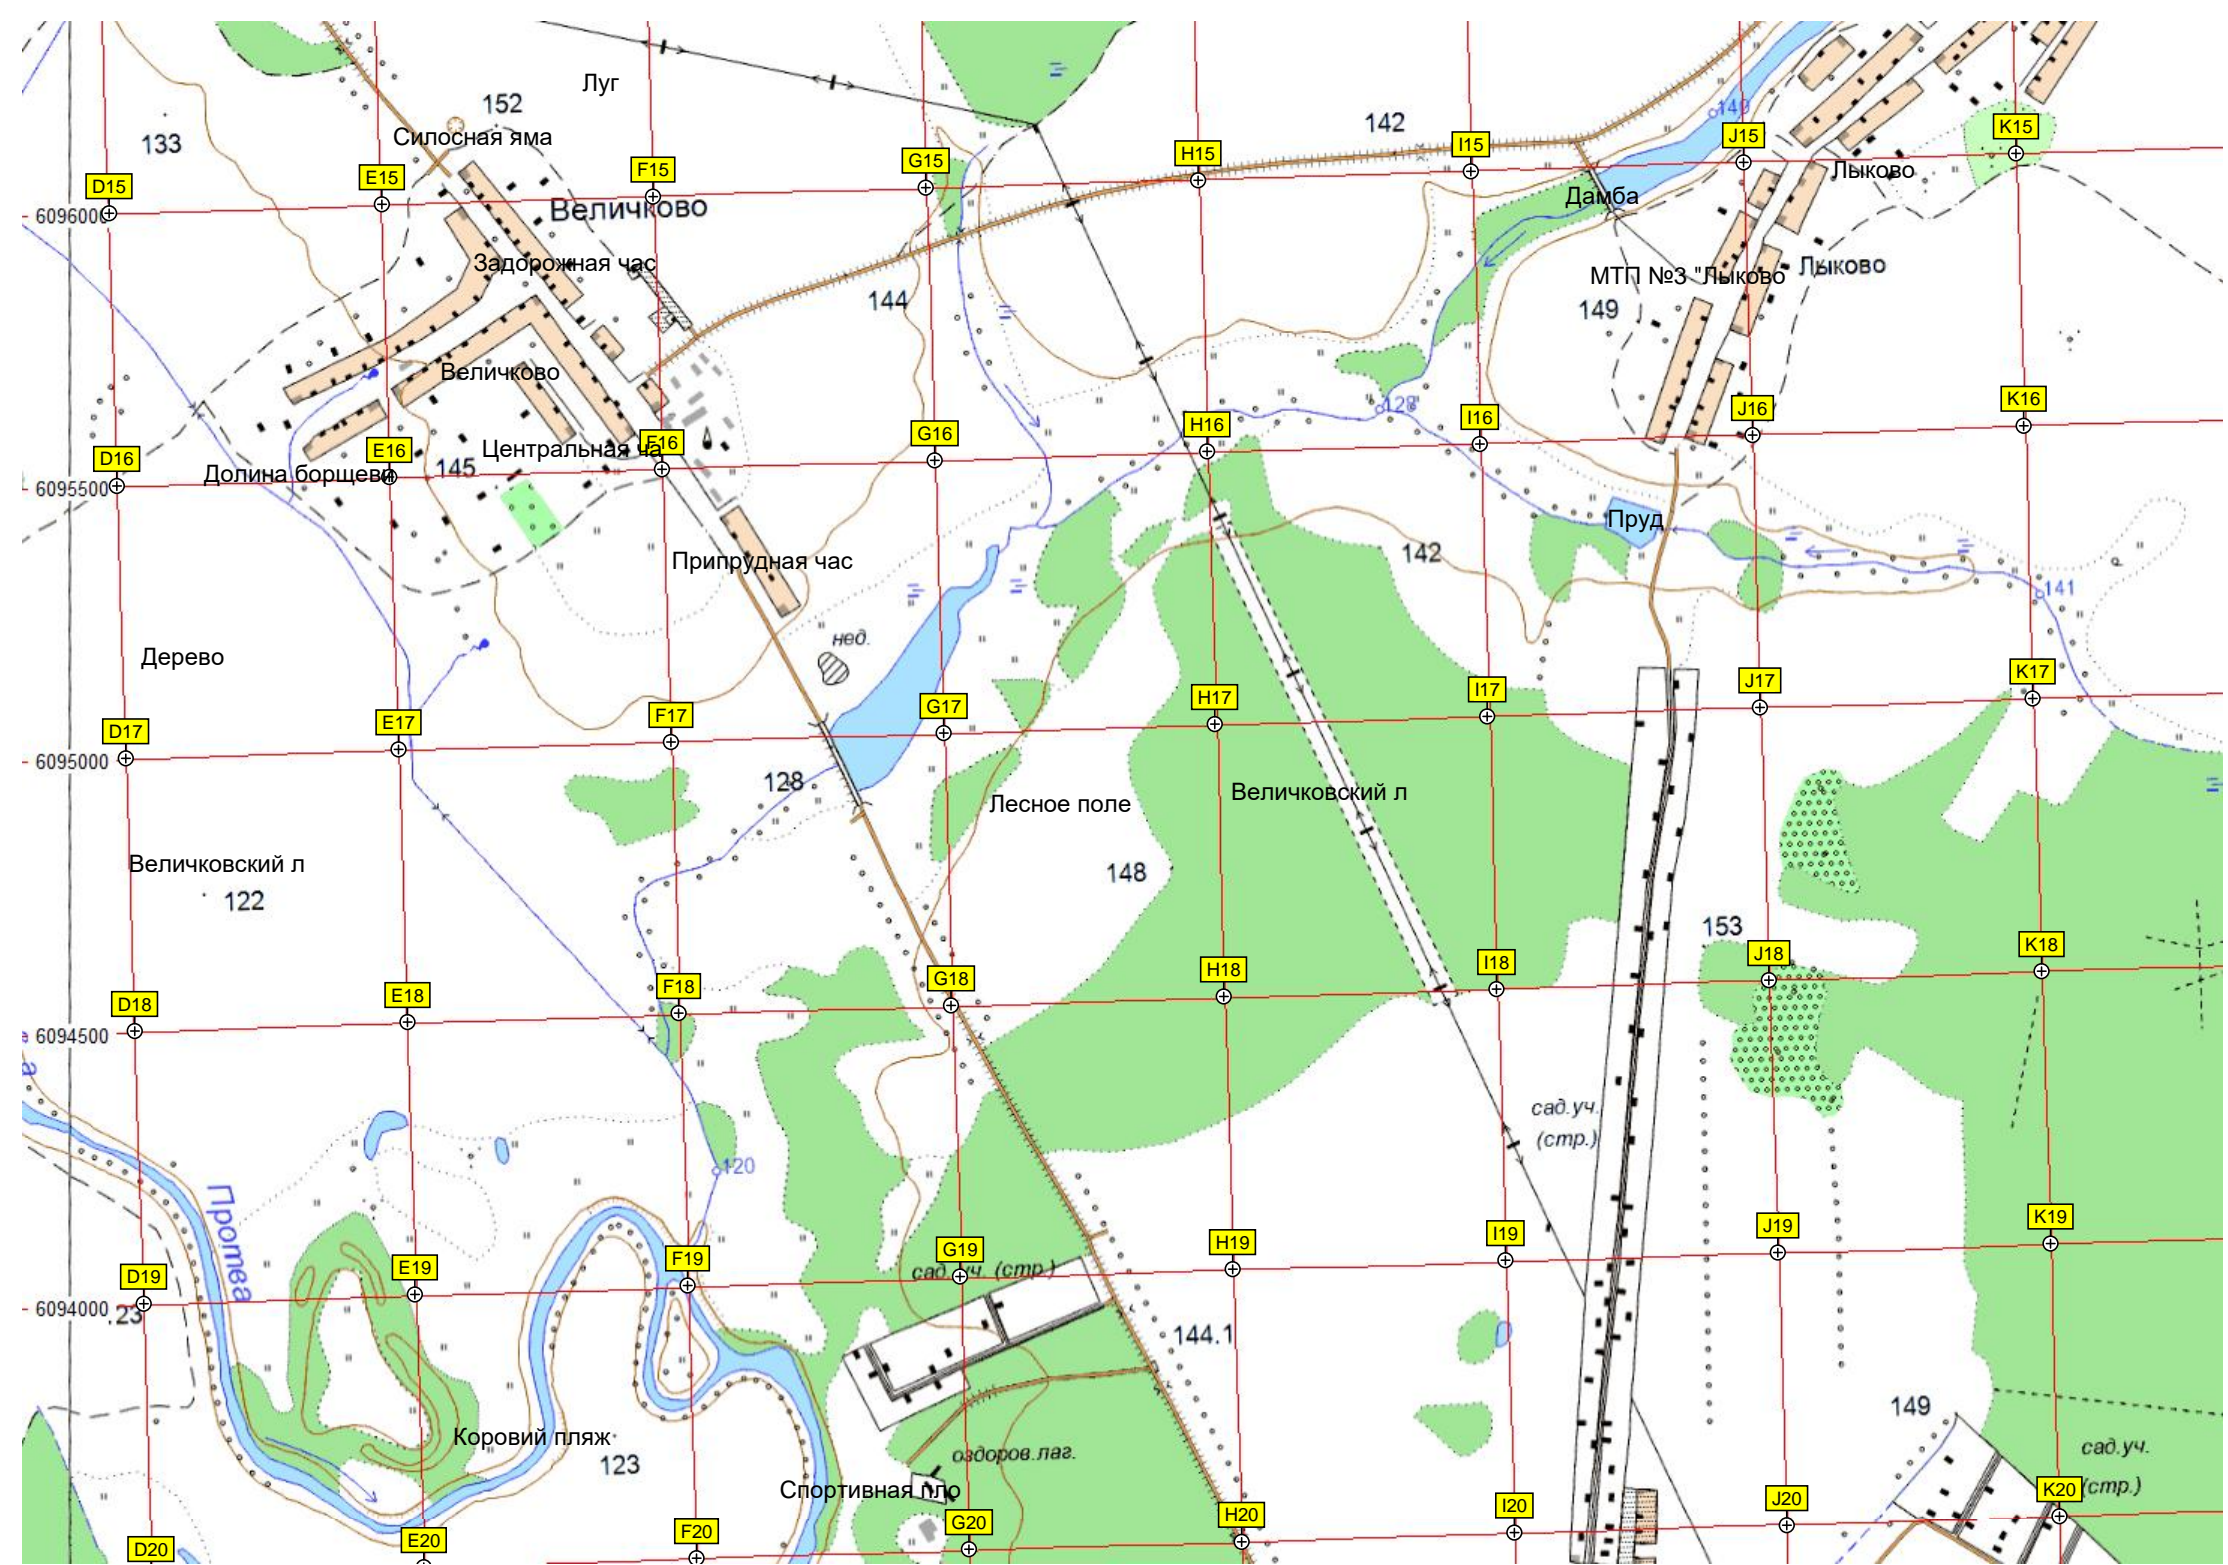 Луг
152
142
140
133
Силосная яма
D15
E15
F15
G15
H15
I15
J15
K15
Лыково
6096000
Величково
Дамба
Задорожная час
144
МТП №3 "Лыково
Лыково
149
Величково
128
D16
E16
F16
G16
H16
I16
J16
K16
Центральная ча
145
Долина борщеви
6095500
Пруд
142
Припрудная час
141
нед.
Дерево
D17
E17
F17
G17
H17
I17
J17
K17
6095000
128
Лесное поле
Величковский л
Величковский л
148
122
153
D18
E18
F18
G18
H18
I18
J18
K18
6094500
а
сад.уч.
(стр.)
120
Протва
D19
E19
F19
G19
H19
I19
J19
K19
сад.уч. (стр.)
6094000
.23
144.1
149
Коровий пляж
123
оздоров.лаг.
сад.уч.
(стр.)
Спортивная пло
D20
E20
F20
G20
H20
I20
J20
K20